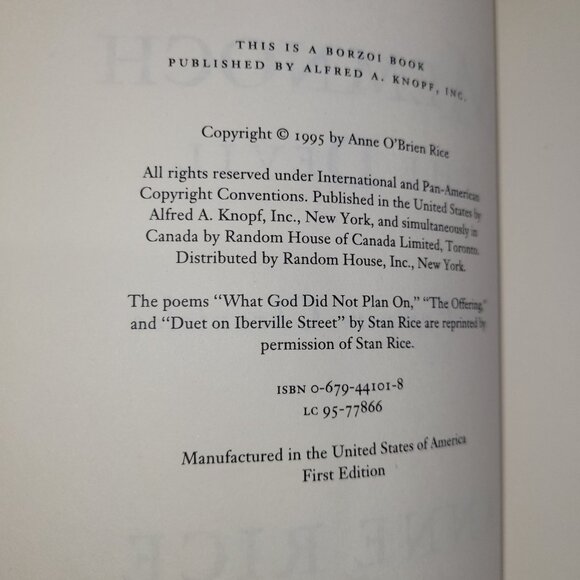 THIS IS A BORZOI BOOK
PUBLISHED BY ALFRED A. KNOPF, INC.
Copyright © 1995 by Anne O'Brien Rice
All rights reserved under International and Pan-American
Copyright Conventions. Published in the United States by
Alfred A. Knopf, Inc., New York, and simultaneously in
Canada by Random House of Canada Limited, Toronto.
Distributed by Random House, Inc., New York.
The poems "What God Did Not Plan On," "The Offering,"
and "Duet on Iberville Street" by Stan Rice are reprinted by
permission of Stan Rice.
ISBN 0-679-44101-8
LC 95-77866
Manufactured in the United States of America
First Edition